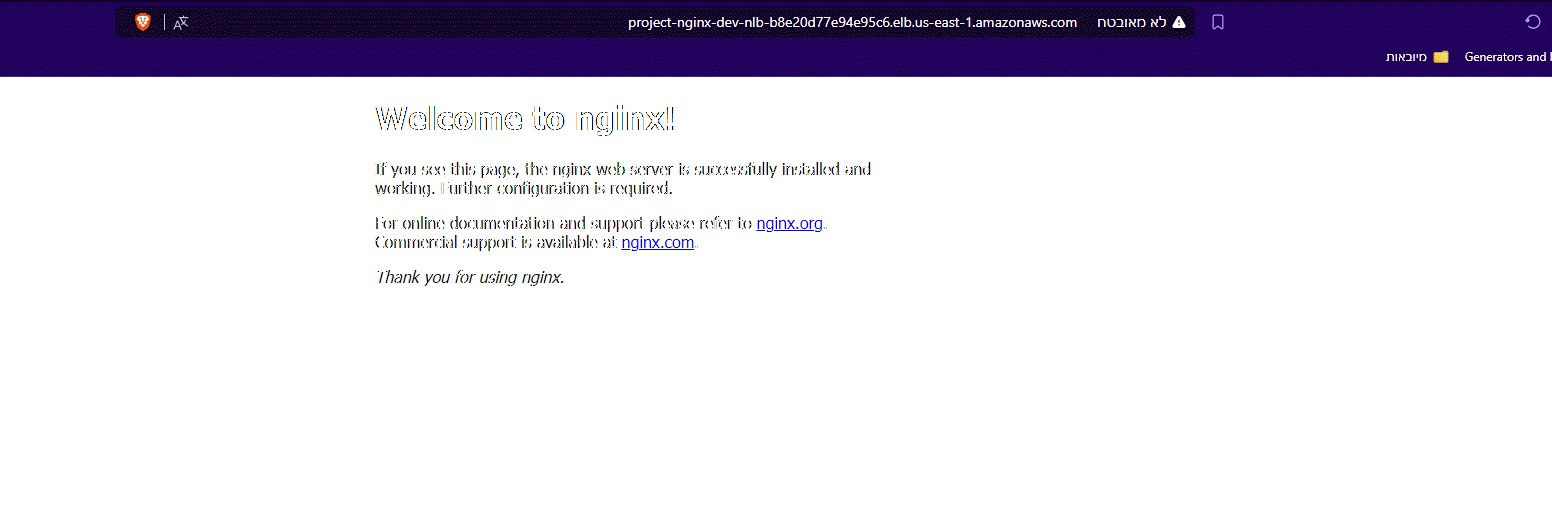 project-nginx-dev-nlb-b8e20d77e94e95c6.elb.us-east-1.amazonaws.com
לא מאובטח
מיובאות
Generators and
Welcome to nginx!
If you see this page, the nginx web server is successfully installed and
working. Further configuration is required.
For online documentation and support please refer to nginx.org.
Commercial support is available at nginx.com.
Thank you for using nginx.